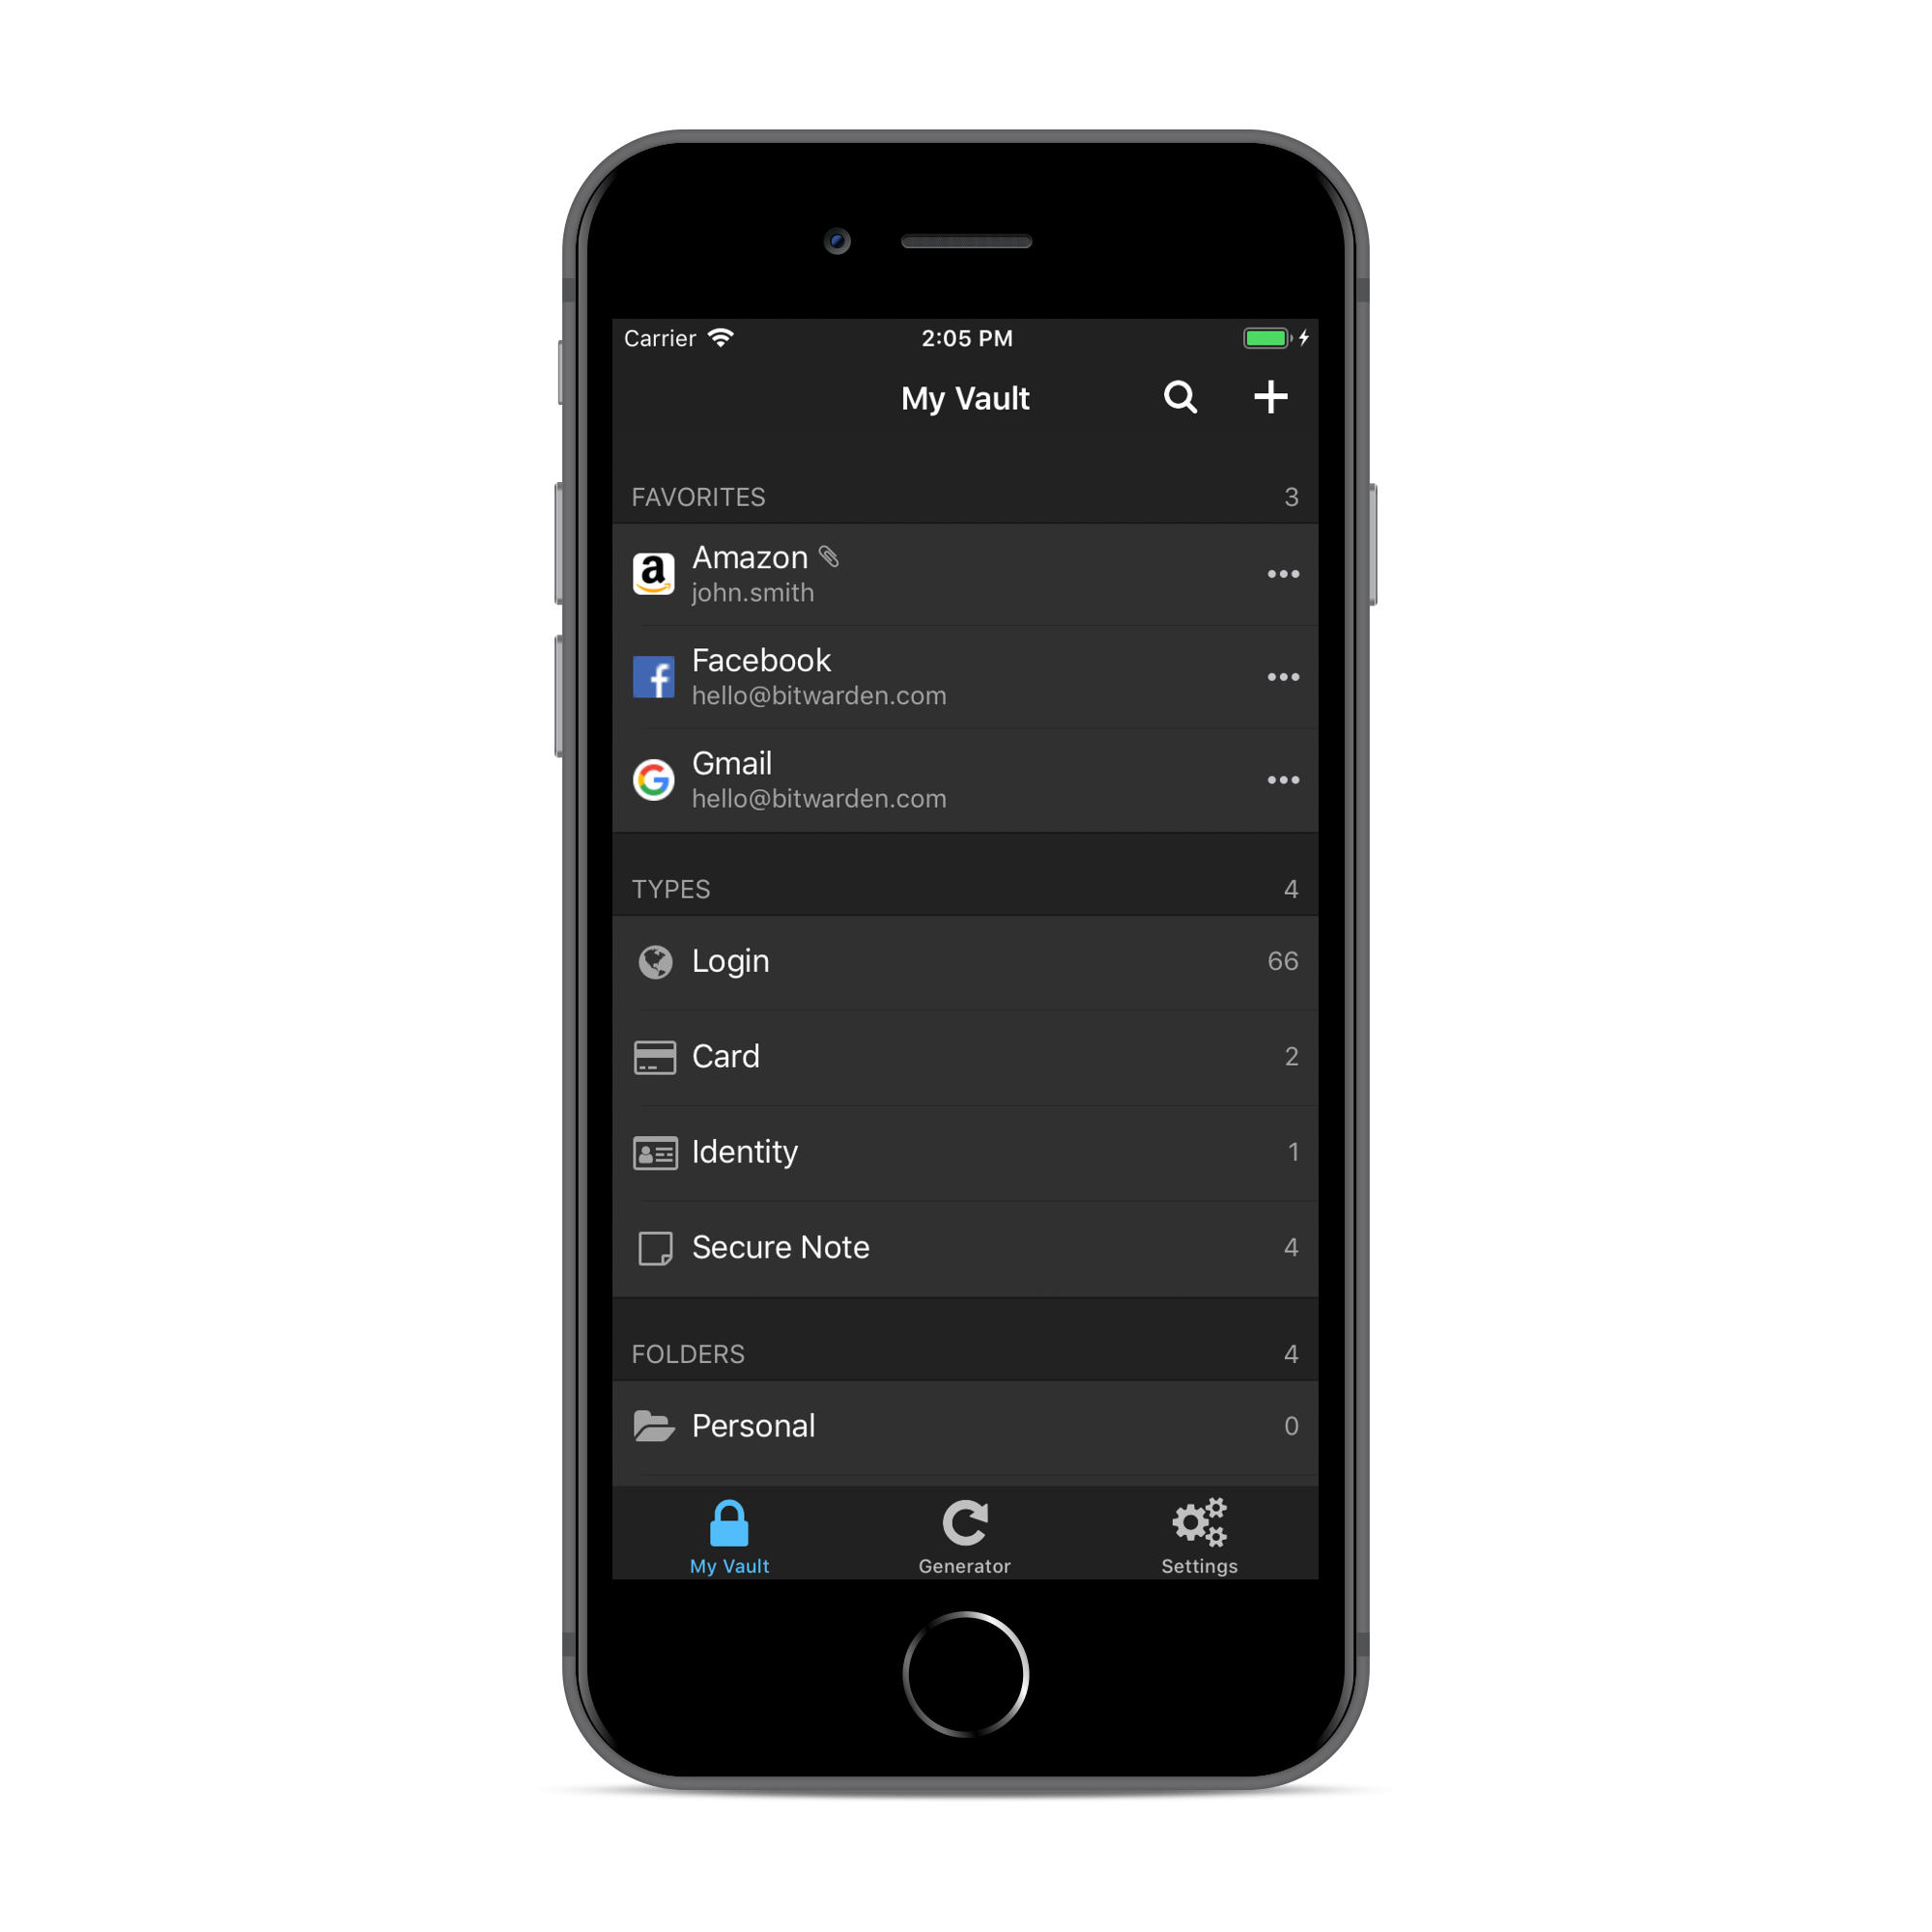 Carrier 2:05 PM
My Vault
FAVORITES 3
Amazon
john.smith
Facebook
hello@bitwarden.com
Gmail
hello@bitwarden.com
TYPES 4
Login 66
Card 2
Identity 1
Secure Note 4
FOLDERS 4
Personal 0
My Vault Generator Settings